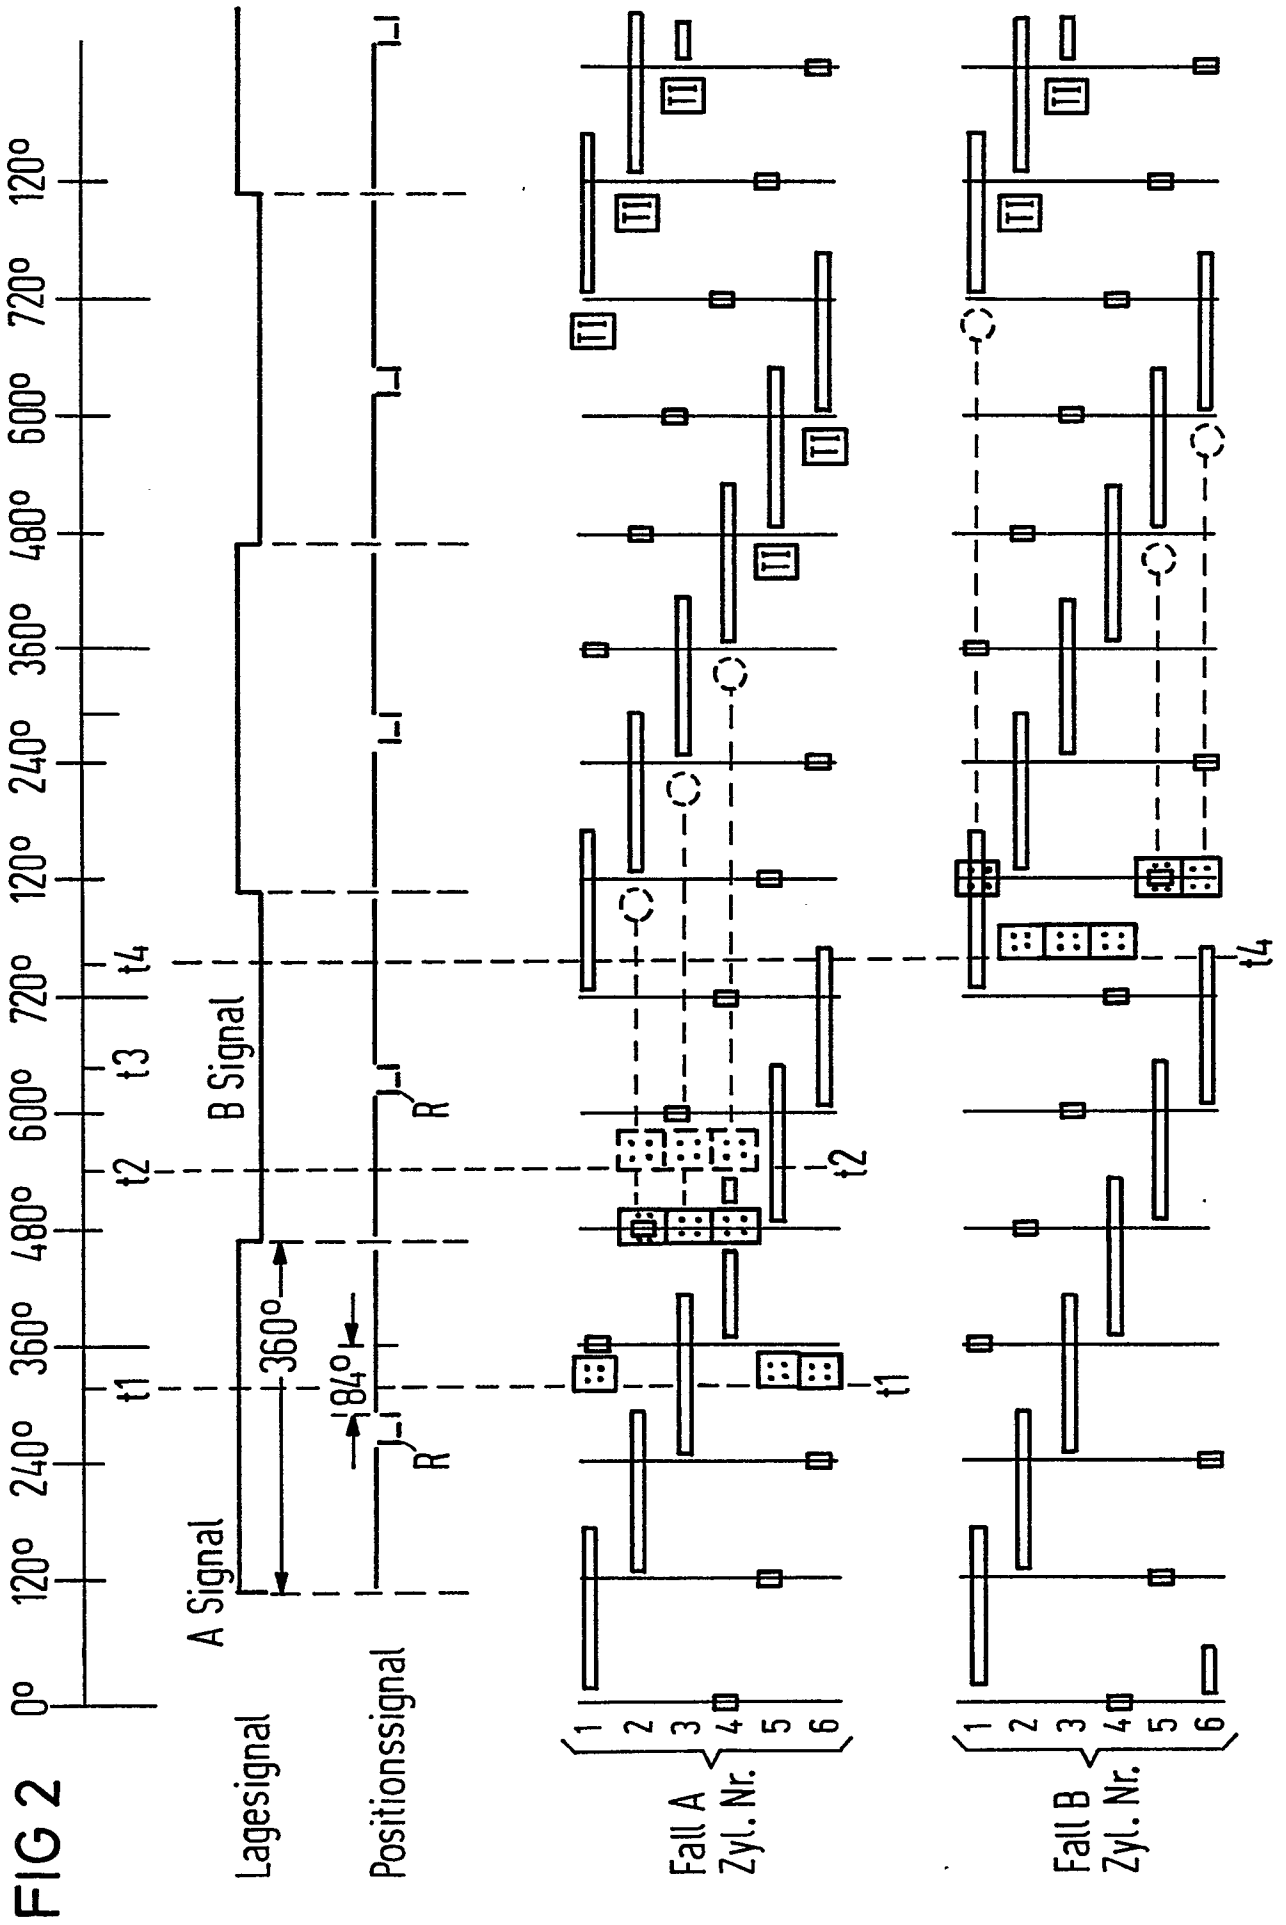 FIG 2
0° 120° 240° 360° 480° 600° 720° 120° 240° 360° 480° 600° 720° 120°
t1 t2 t3 t4
Lagesignal
A Signal
B Signal
360°
Positionssignal
84°
R
R
Fall A
Zyl. Nr.
1
2
3
4
5
6
TI
TI
TI
TI
TI
t1
t2
Fall B
Zyl. Nr.
1
2
3
4
5
6
TI
TI
t4